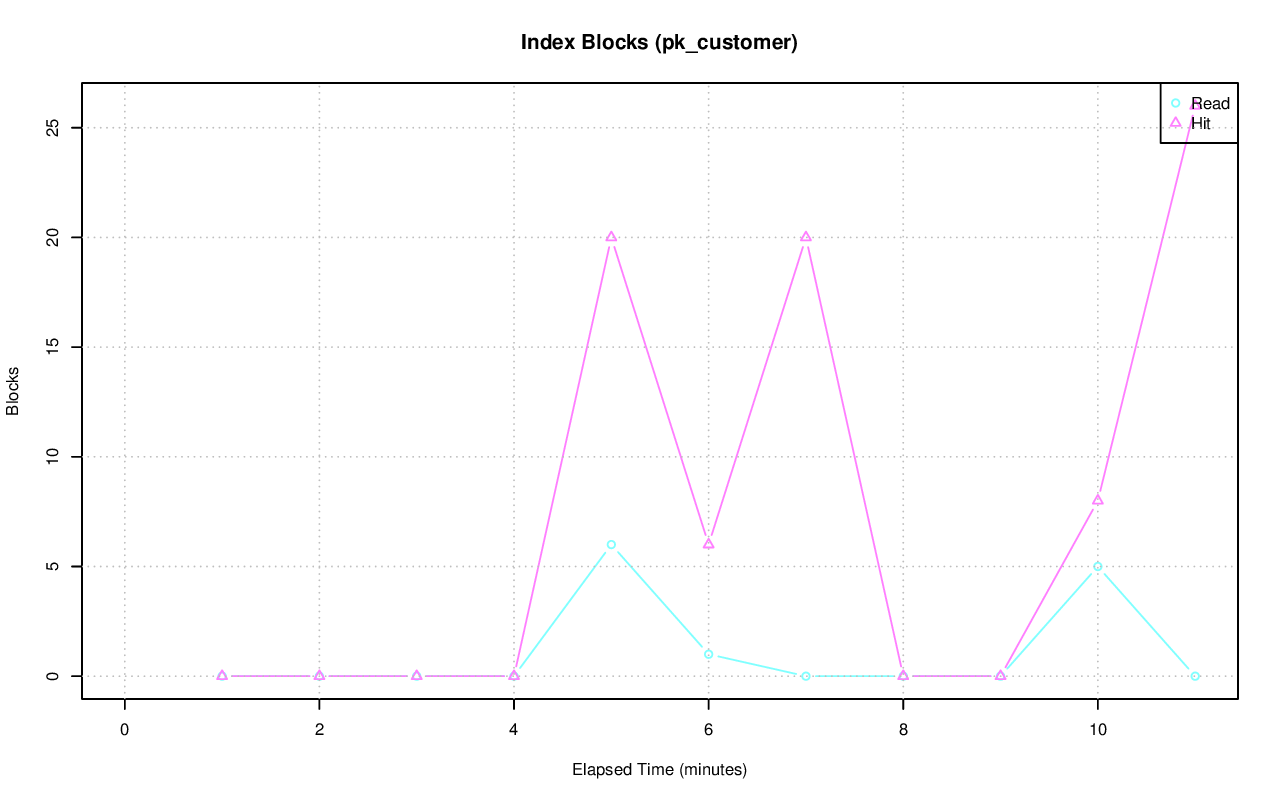 Index Blocks (pk_customer)
Read
Hit
25
20
15
10
5
0
Blocks
0 2 4 6 8 10
Elapsed Time (minutes)